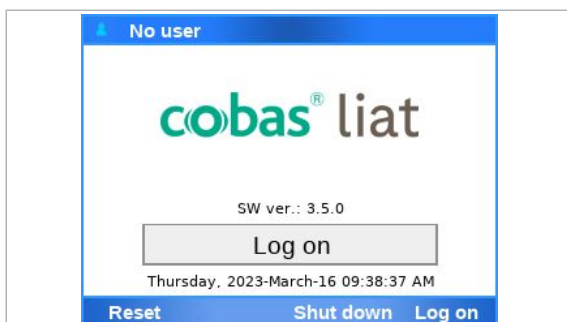 No user
cobas® liat
SW ver.: 3.5.0
Log on
Thursday, 2023-March-16 09:38:37 AM
Reset Shut down Log on